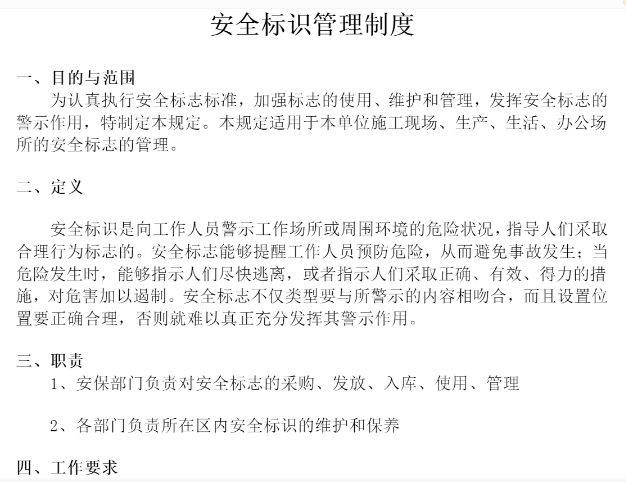 安全标识管理制度
一、目的与范围
为认真执行安全标志标准，加强标志的使用、维护和管理，发挥安全标志的
警示作用，特制定本规定。本规定适用于本单位施工现场、生产、生活、办公场
所的安全标志的管理。
二、定义
安全标识是向工作人员警示工作场所或周围环境的危险状况，指导人们采取
合理行为标志的。安全标志能够提醒工作人员预防危险，从而避免事故发生；当
危险发生时，能够指示人们尽快逃离，或者指示人们采取正确、有效、得力的措
施，对危害加以遏制。安全标志不仅类型要与所警示的内容相吻合，而且设置位
置要正确合理，否则就难以真正充分发挥其警示作用。
三、职责
1、安保部门负责对安全标志的采购、发放、入库、使用、管理
2、各部门负责所在区内安全标识的维护和保养
四、工作要求